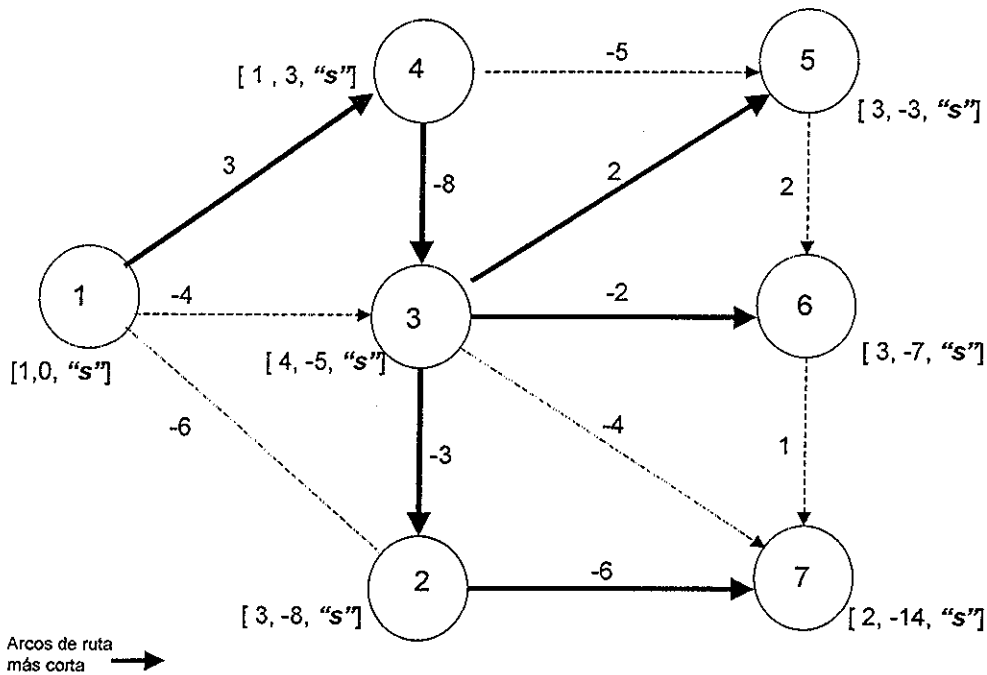 4
-5
5
[ 1 , 3, “s”]
[ 3, -3, “s”]
3
-8
2
2
1
-4
3
-2
6
[1,0, “s”]
[ 4, -5, “s”]
[ 3, -7, “s”]
-6
-3
-4
1
2
-6
7
[ 3, -8, “s”]
[ 2, -14, “s”]
Arcos de ruta
más corta